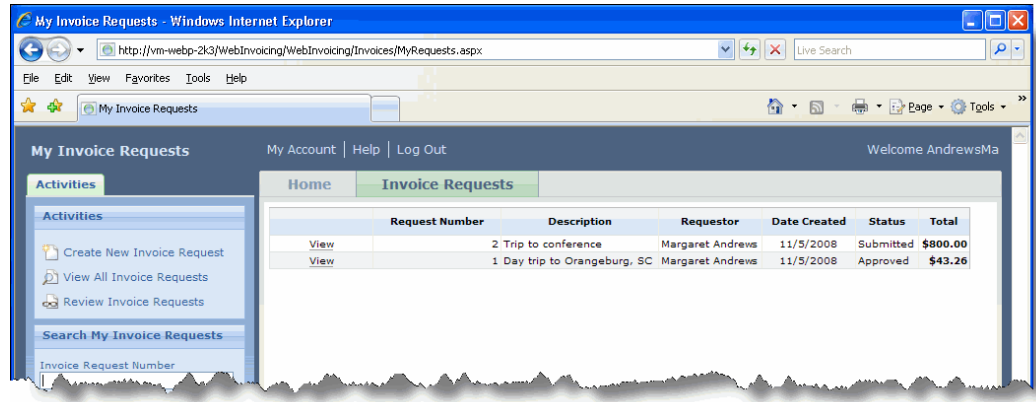 My Invoice Requests - Windows Internet Explorer
http://vm-webp-2k3/WebInvoicing/WebInvoicing/Invoices/MyRequests.aspx Live Search
File Edit View Favorites Tools Help
My Invoice Requests Page Tools »
My Invoice Requests My Account | Help | Log Out Welcome AndrewsMa
Activities Home Invoice Requests
Activities
Request Number Description Requestor Date Created Status Total
View 2 Trip to conference Margaret Andrews 11/5/2008 Submitted $800.00
View 1 Day trip to Orangeburg, SC Margaret Andrews 11/5/2008 Approved $43.26
Create New Invoice Request
View All Invoice Requests
Review Invoice Requests
Search My Invoice Requests
Invoice Request Number